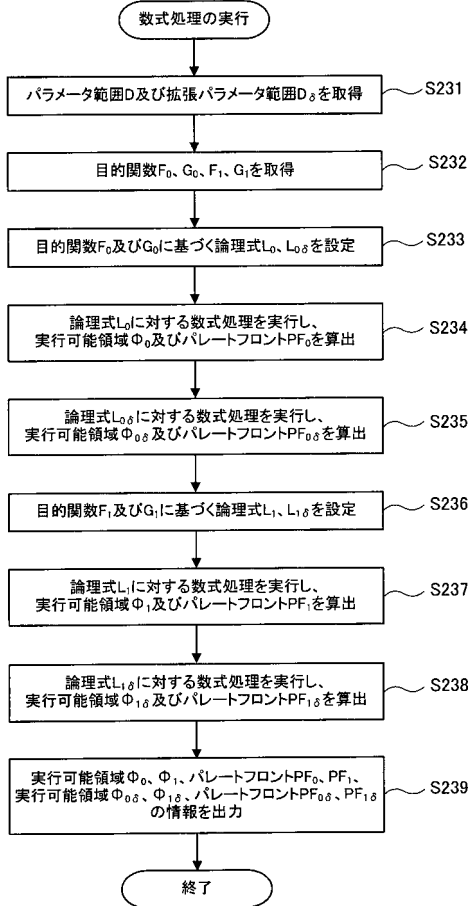 数式処理の実行
パラメータ範囲D及び拡張パラメータ範囲Dδを取得
S231
目的関数F₀、G₀、F₁、G₁を取得
S232
目的関数F₀及びG₀に基づく論理式L₀、L₀δを設定
S233
論理式L₀に対する数式処理を実行し、
実行可能領域Φ₀及びパレートフロントPF₀を算出
S234
論理式L₀δに対する数式処理を実行し、
実行可能領域Φ₀δ及びパレートフロントPF₀δを算出
S235
目的関数F₁及びG₁に基づく論理式L₁、L₁δを設定
S236
論理式L₁に対する数式処理を実行し、
実行可能領域Φ₁及びパレートフロントPF₁を算出
S237
論理式L₁δに対する数式処理を実行し、
実行可能領域Φ₁δ及びパレートフロントPF₁δを算出
S238
実行可能領域Φ₀、Φ₁、パレートフロントPF₀、PF₁、
実行可能領域Φ₀δ、Φ₁δ、パレートフロントPF₀δ、PF₁δ
の情報を出力
S239
終了